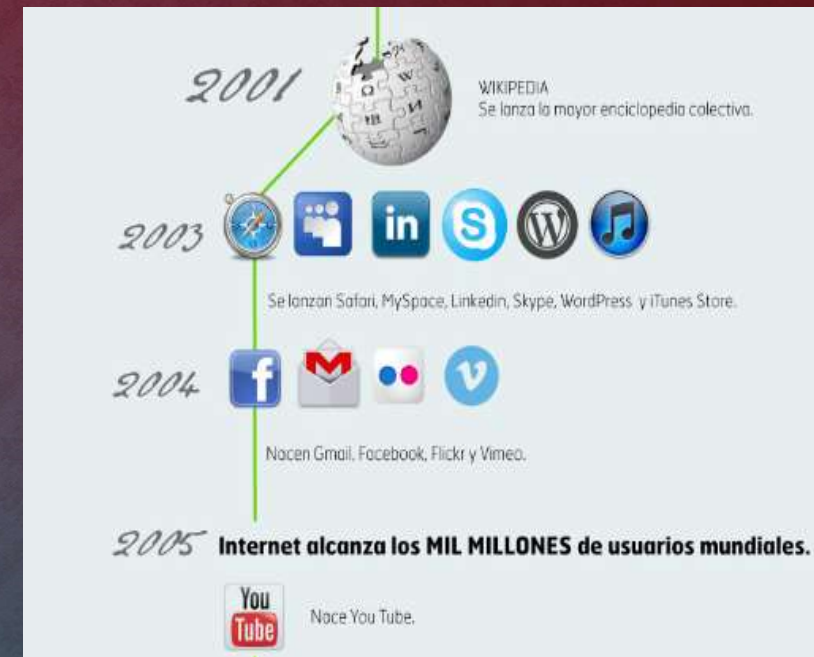 2001
WIKIPEDIA
Se lanza la mayor enciclopedia colectiva.
2003
in
S
W
Se lanzan Safari, MySpace, Linkedin, Skype, WordPress y iTunes Store.
2004
f
M
v
Nacen Gmail, Facebook, Flickr y Vimeo.
2005 Internet alcanza los MIL MILLONES de usuarios mundiales.
You
Tube
Nace You Tube.